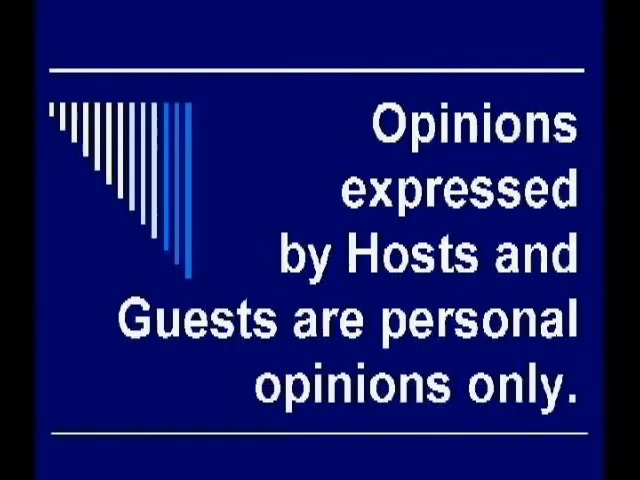 Opinions
expressed
by Hosts and
Guests are personal
opinions only.